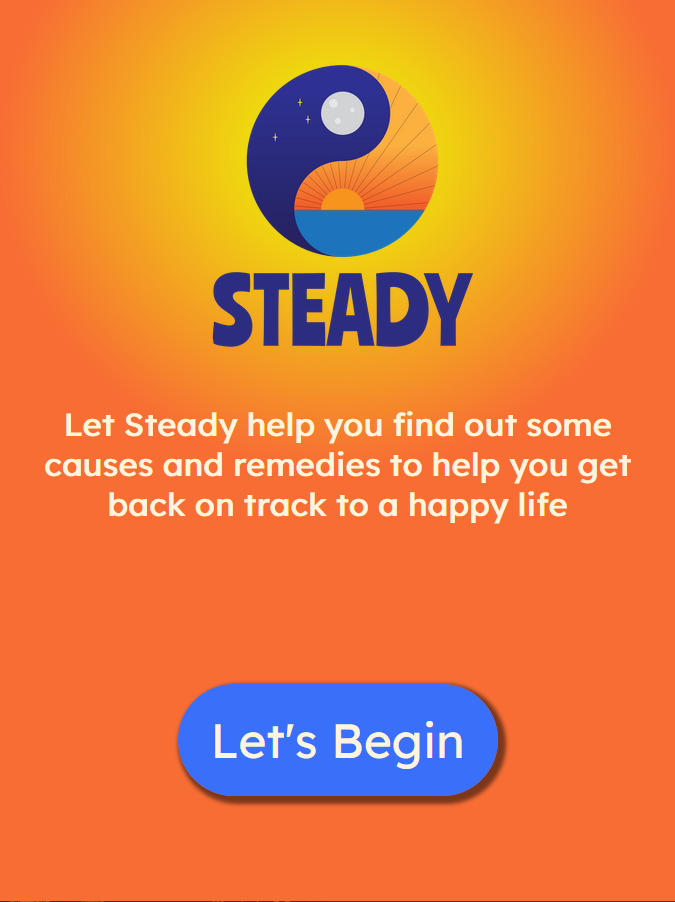 STEADY
Let Steady help you find out some
causes and remedies to help you get
back on track to a happy life
Let's Begin